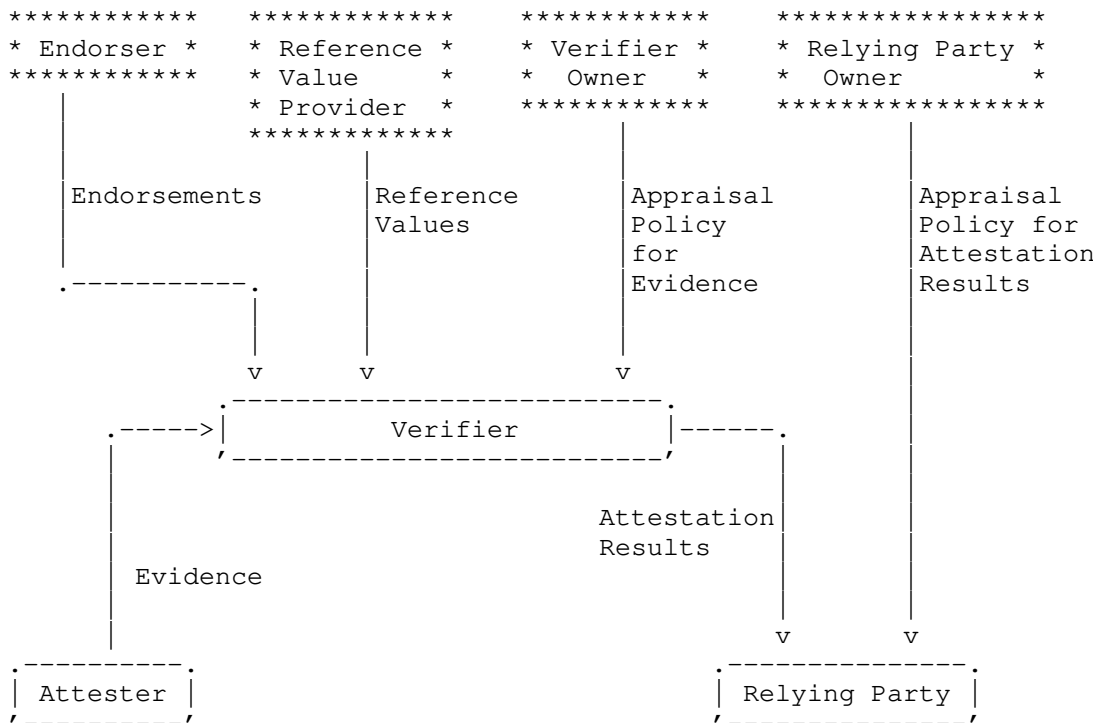 Endorser
Reference
Value
Provider
Verifier
Owner
Relying Party
Owner
Endorsements
Reference
Values
Appraisal
Policy
for
Evidence
Appraisal
Policy for
Attestation
Results
Verifier
Attestation
Results
Evidence
Attester
Relying Party